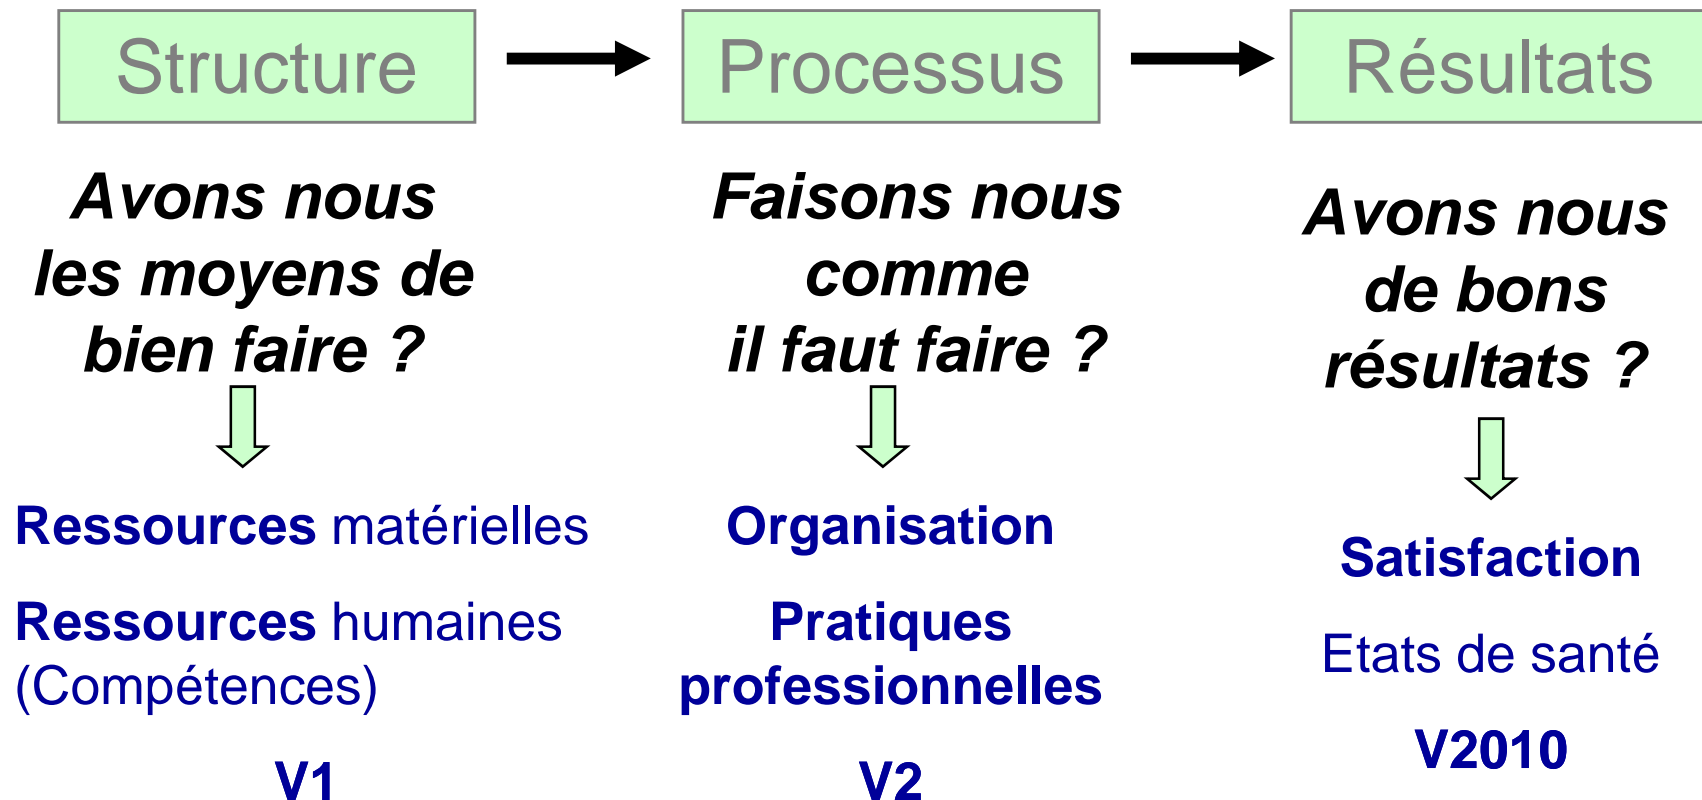 Structure
Processus
Résultats
Avons nous
les moyens de
bien faire ?
Faisons nous
comme
il faut faire ?
Avons nous
de bons
résultats ?
Ressources matérielles
Ressources humaines
(Compétences)
V1
Organisation
Pratiques
professionnelles
V2
Satisfaction
Etats de santé
V2010